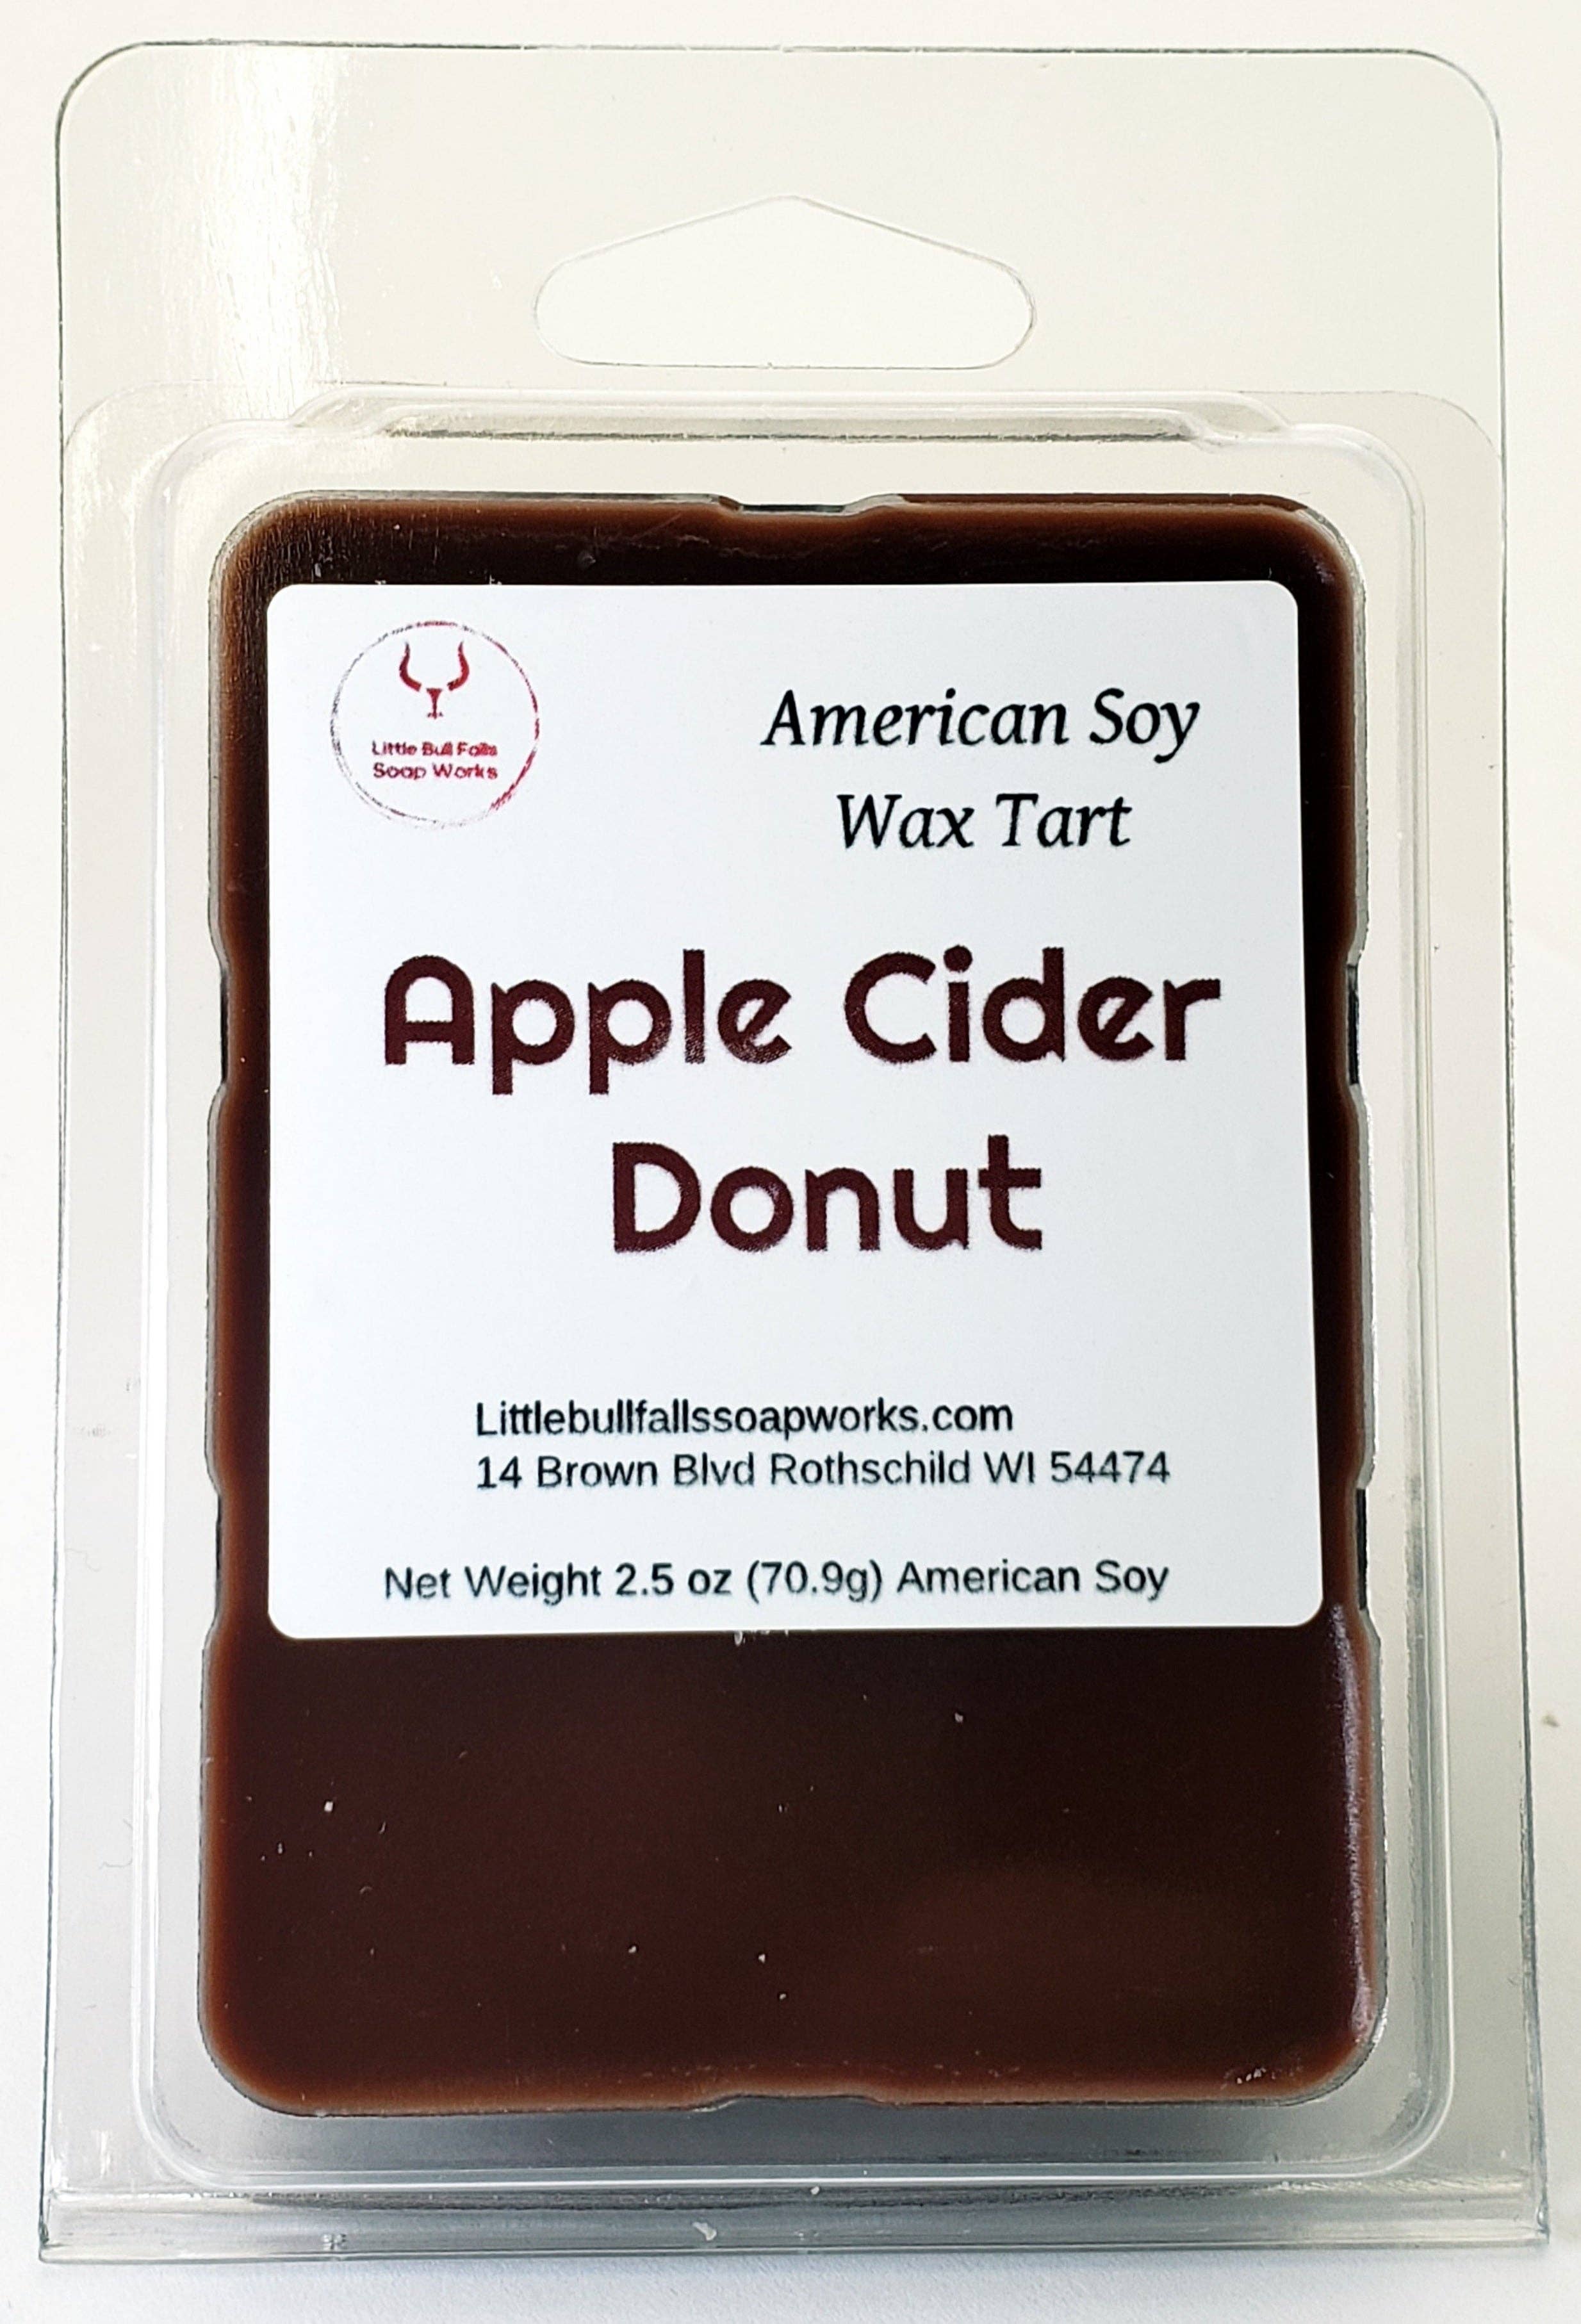 Little Bull Falls
Soap Works
American Soy
Wax Tart
Apple Cider
Donut
Littlebullfallssoapworks.com
14 Brown Blvd Rothschild WI 54474
Net Weight 2.5 oz (70.9g) American Soy